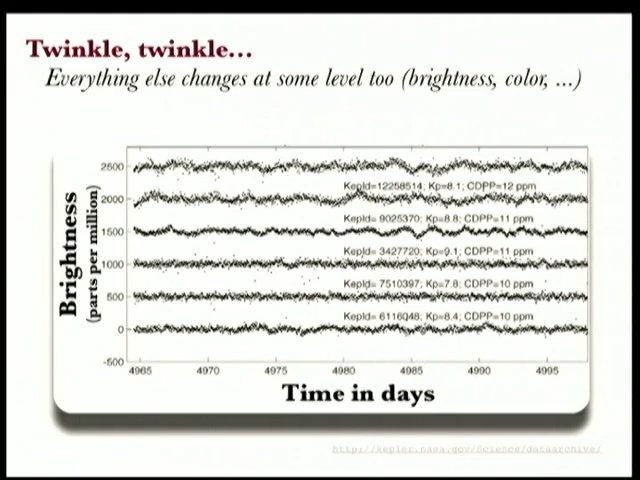 Twinkle, twinkle...
Everything else changes at some level too (brightness, color, ...)
Brightness
(parts per million)
2500
KepId=12258514; Kp=8.1; CDPP=12 ppm
2000
KepId= 9025370; Kp=8.8; CDPP=11 ppm
1500
KepId= 3427720; Kp=9.1; CDPP=11 ppm
1000
KepId= 7510397; Kp=7.8; CDPP=10 ppm
500
KepId= 6116048; Kp=8.4; CDPP=10 ppm
0
-500
4965 4970 4975 4980 4985 4990 4995
Time in days
http://kepler.nasa.gov/Science/dataarchive/